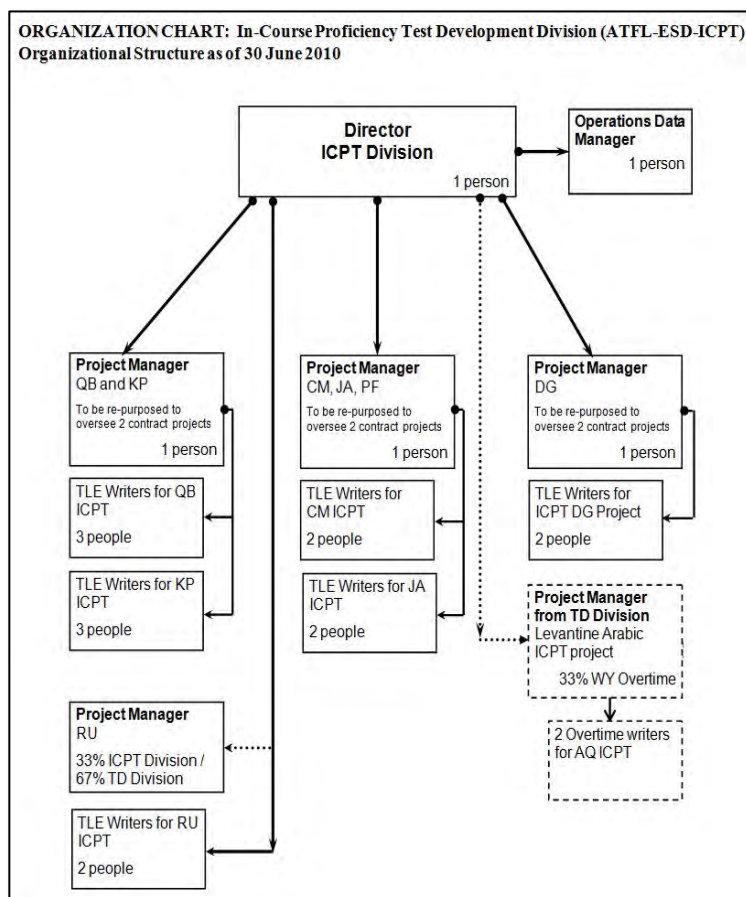 ORGANIZATION CHART: In-Course Proficiency Test Development Division (ATFL-ESD-ICPT)
Organizational Structure as of 30 June 2010
Director
ICPT Division
1 person
Operations Data
Manager
1 person
Project Manager
QB and KP
To be re-purposed to
oversee 2 contract projects
1 person
TLE Writers for QB
ICPT
3 people
TLE Writers for KP
ICPT
3 people
Project Manager
CM, JA, PF
To be re-purposed to
oversee 2 contract projects
1 person
TLE Writers for
CM ICPT
2 people
TLE Writers for JA
ICPT
2 people
Project Manager
DG
To be re-purposed to
oversee 2 contract projects
1 person
TLE Writers for
ICPT DG Project
2 people
Project Manager
from TD Division
Levantine Arabic
ICPT project
33% WY Overtime
2 Overtime writers
for AQ ICPT
Project Manager
RU
33% ICPT Division /
67% TD Division
TLE Writers for RU
ICPT
2 people